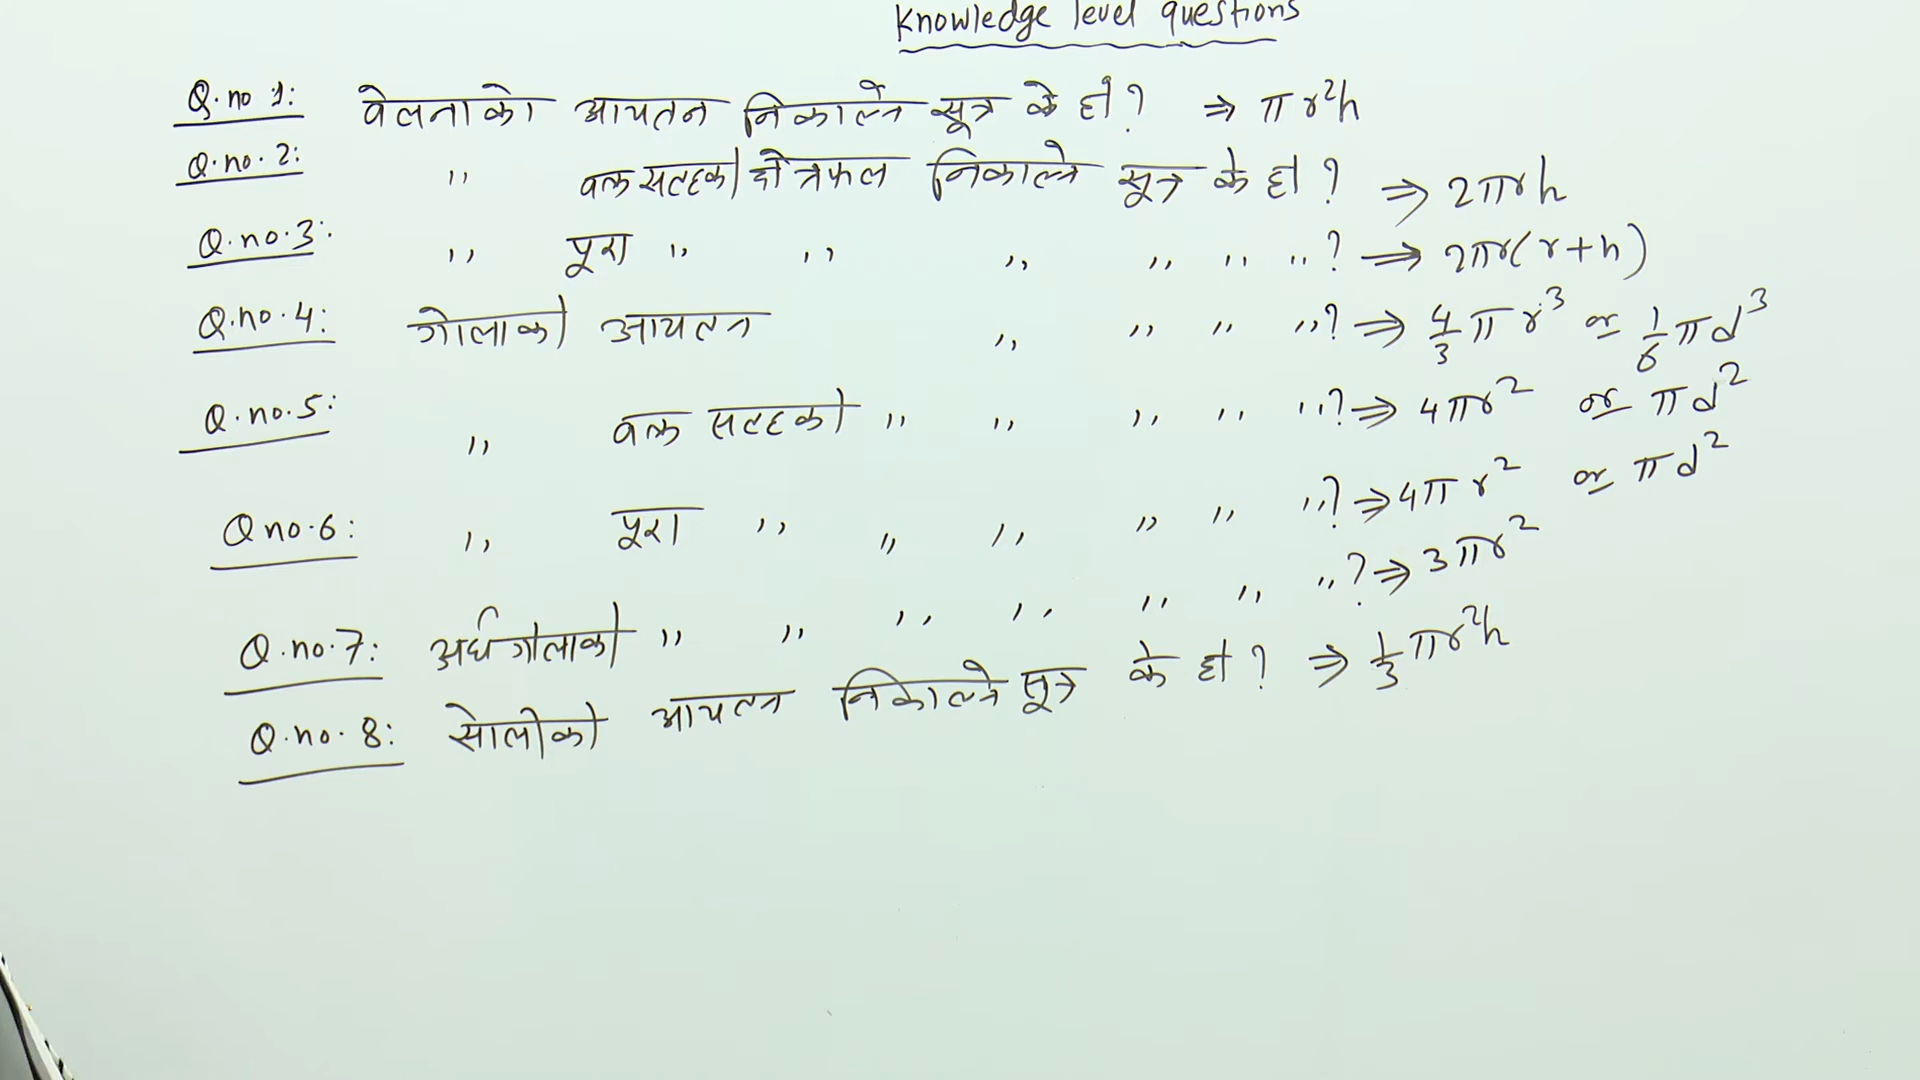 Knowledge level questions
Q.no 1: वेलनाको आयतन निकाल्ने सूत्र के हो? ⇒ πr²h
Q.no. 2: ,, वक्र सतहको क्षेत्रफल निकाल्ने सूत्र के हो? ⇒ 2πrh
Q.no.3: ,, पूरा ,, ,, ,, ,, ,, ,,? ⇒ 2πr(r+h)
Q.no.4: गोलाको आयतन ,, ,, ,, ,,? ⇒ 4/3 πr³ or 1/6 πd³
Q.no.5: ,, वक्र सतहको ,, ,, ,, ,, ,,? ⇒ 4πr² or πd²
Q no.6: ,, पूरा ,, ,, ,, ,, ,, ,,? ⇒ 4πr² or πd²
Q.no.7: अर्धगोलाको ,, ,, ,, ,, ,, ,, ,,? ⇒ 3πr²
Q.no. 8: सोलीको आयतन निकाल्ने सूत्र के हो? ⇒ 1/3 πr²h